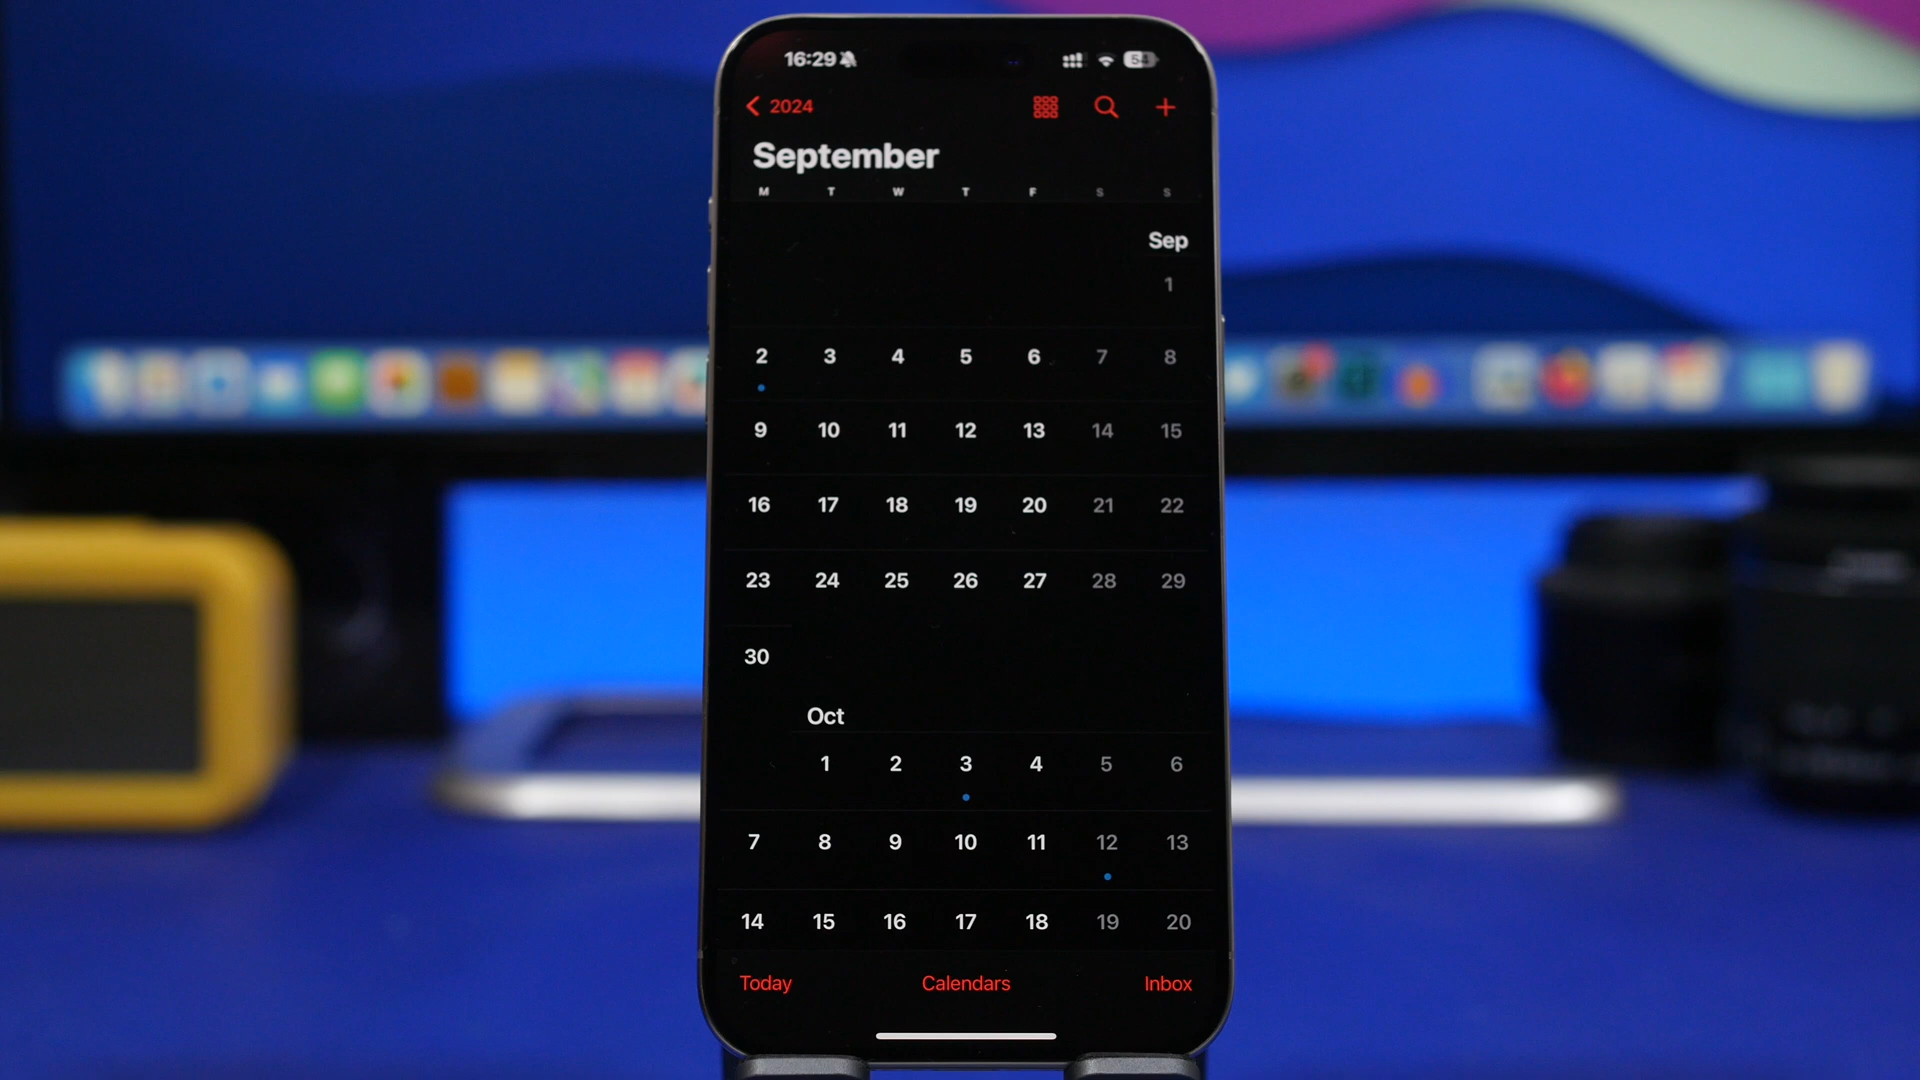 16:29 54
2024
September
M T W T F S S
Sep
1
2 3 4 5 6 7 8
9 10 11 12 13 14 15
16 17 18 19 20 21 22
23 24 25 26 27 28 29
30
Oct
1 2 3 4 5 6
7 8 9 10 11 12 13
14 15 16 17 18 19 20
Today Calendars Inbox